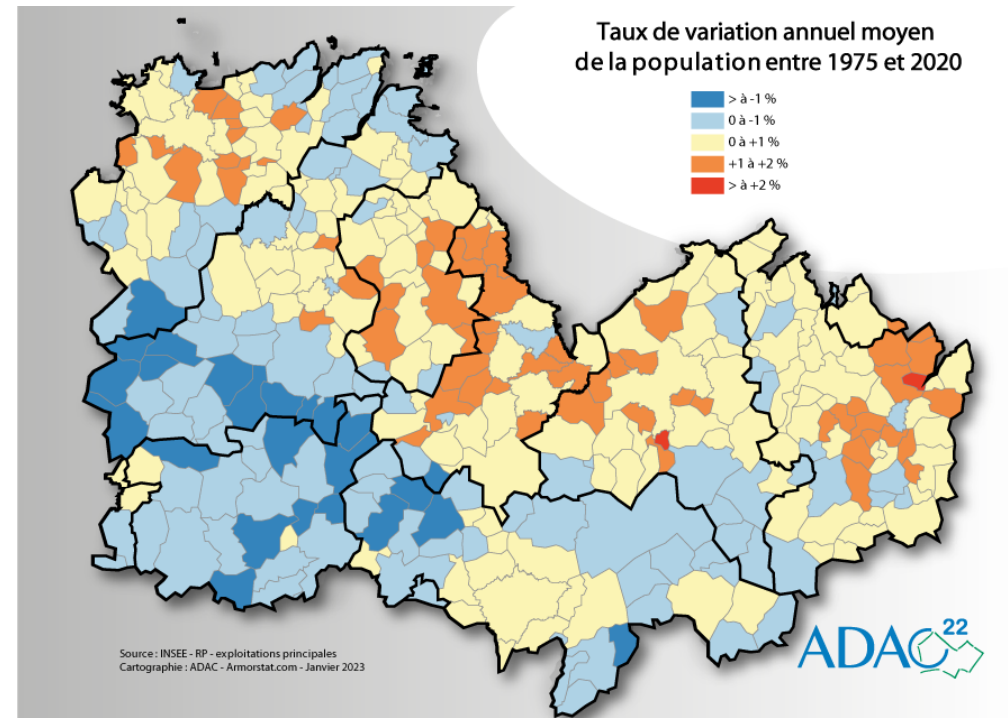 Taux de variation annuel moyen
de la population entre 1975 et 2020
> à -1 %
0 à -1 %
0 à +1 %
+1 à +2 %
> à +2 %
Source : INSEE - RP - exploitations principales
Cartographie : ADAC - Armorstat.com - Janvier 2023
ADAC 22